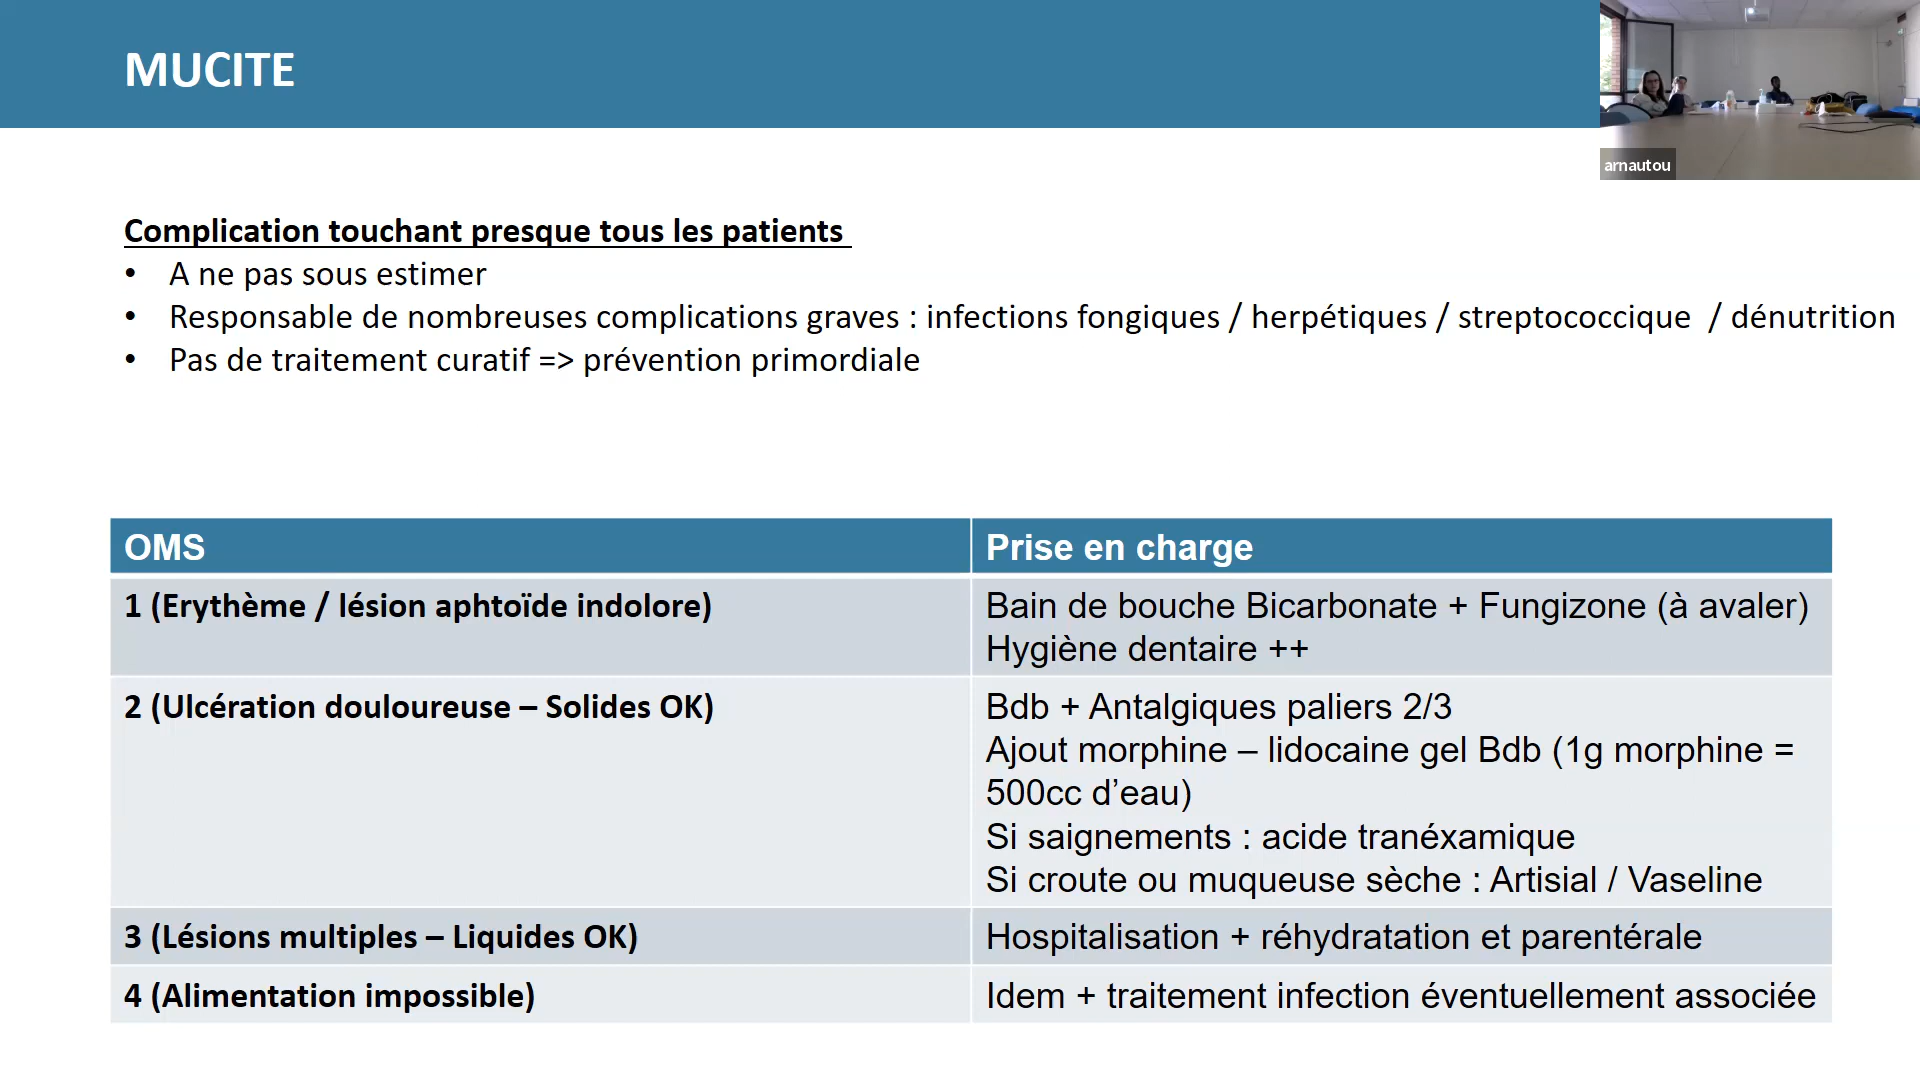 MUCITE
arnautou
Complication touchant presque tous les patients
• A ne pas sous estimer
• Responsable de nombreuses complications graves : infections fongiques / herpétiques / streptococcique / dénutrition
• Pas de traitement curatif => prévention primordiale
OMS
Prise en charge
1 (Erythème / lésion aphtoïde indolore)
Bain de bouche Bicarbonate + Fungizone (à avaler)
Hygiène dentaire ++
2 (Ulcération douloureuse – Solides OK)
Bdb + Antalgiques paliers 2/3
Ajout morphine – lidocaine gel Bdb (1g morphine =
500cc d’eau)
Si saignements : acide tranéxamique
Si croute ou muqueuse sèche : Artisial / Vaseline
3 (Lésions multiples – Liquides OK)
Hospitalisation + réhydratation et parentérale
4 (Alimentation impossible)
Idem + traitement infection éventuellement associée